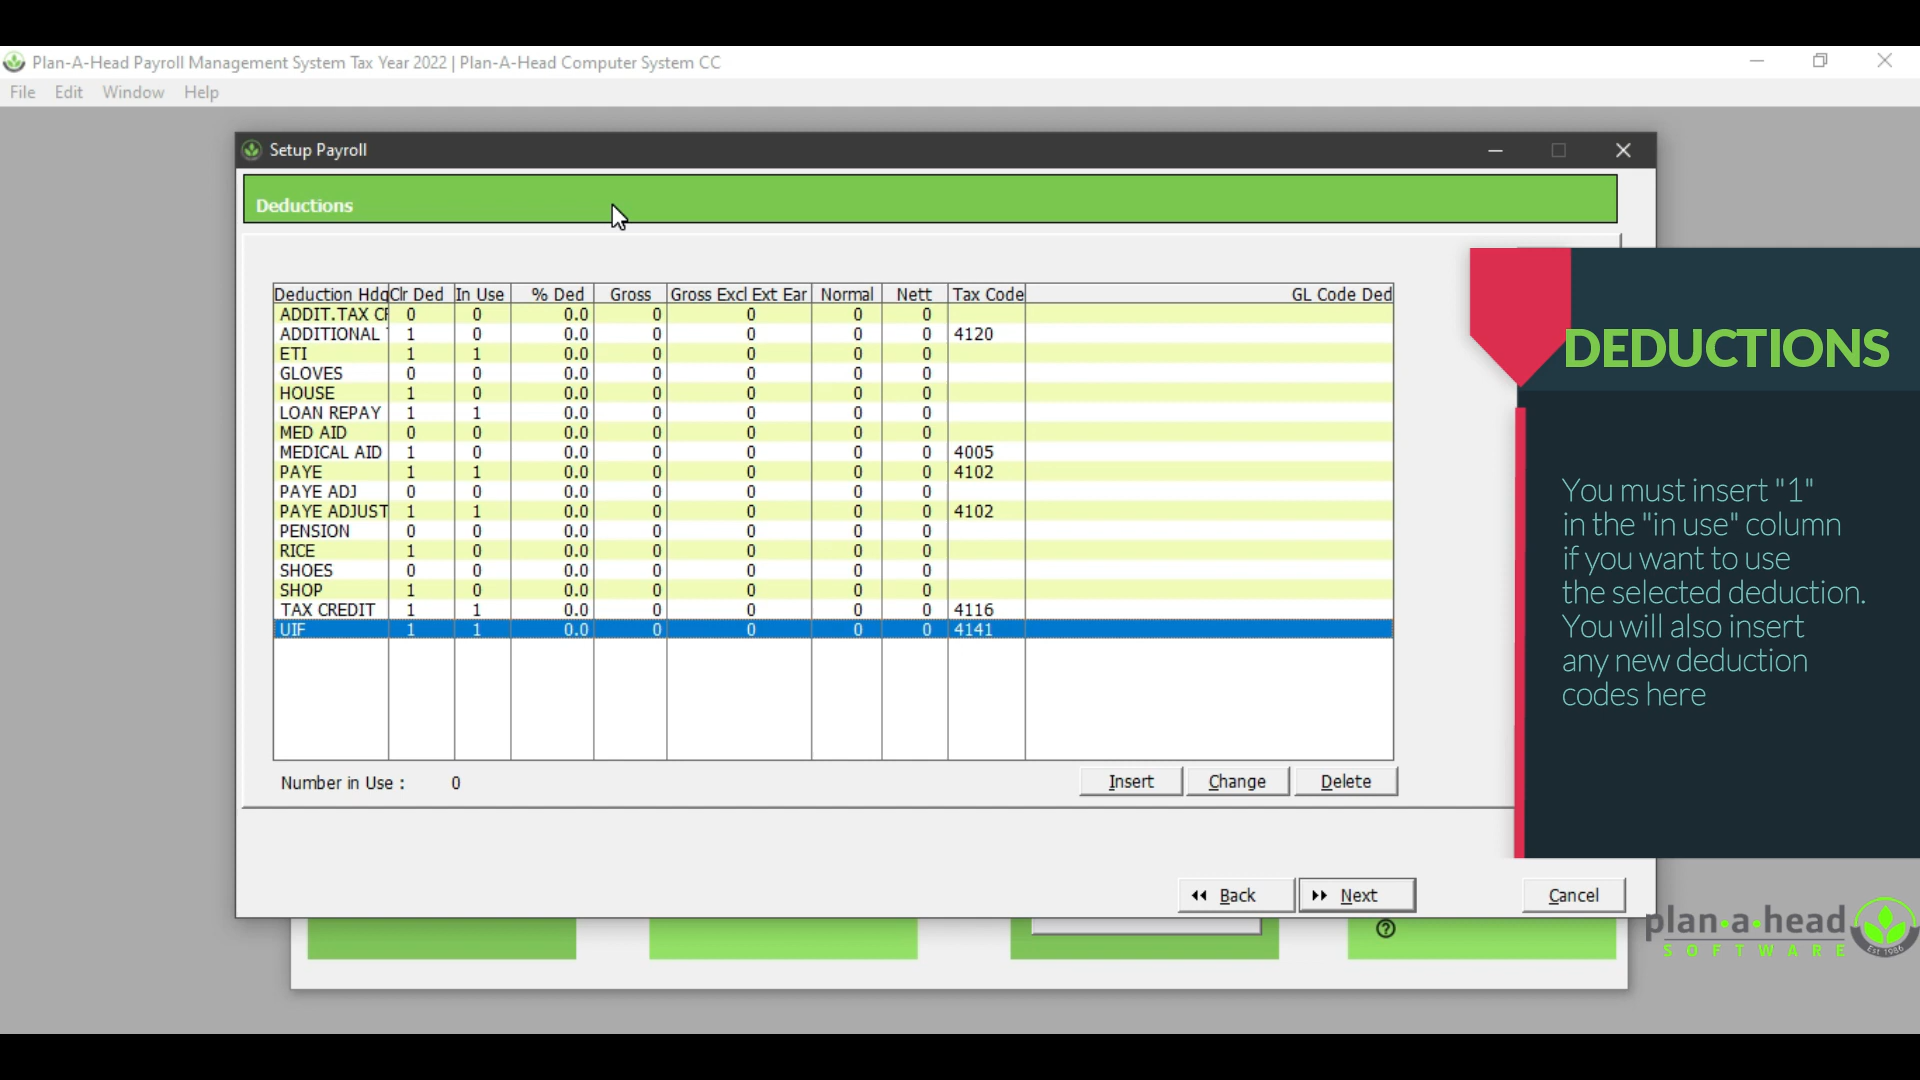 Plan-A-Head Payroll Management System Tax Year 2022 | Plan-A-Head Computer System CC
File Edit Window Help
Setup Payroll
Deductions
Deduction Hdg Clr Ded In Use % Ded Gross Gross Excl Ext Ear Normal Nett Tax Code GL Code Ded
ADDIT.TAX CR 0 0 0.0 0 0 0 0
ADDITIONAL 1 0 0.0 0 0 0 0 4120
ETI 1 1 0.0 0 0 0 0
GLOVES 0 0 0.0 0 0 0 0
HOUSE 1 0 0.0 0 0 0 0
LOAN REPAY 1 1 0.0 0 0 0 0
MED AID 0 0 0.0 0 0 0 0
MEDICAL AID 1 0 0.0 0 0 0 0 4005
PAYE 1 1 0.0 0 0 0 0 4102
PAYE ADJ 0 0 0.0 0 0 0 0
PAYE ADJUST 1 1 0.0 0 0 0 0 4102
PENSION 0 0 0.0 0 0 0 0
RICE 1 0 0.0 0 0 0 0
SHOES 0 0 0.0 0 0 0 0
SHOP 1 0 0.0 0 0 0 0
TAX CREDIT 1 1 0.0 0 0 0 0 4116
UIF 1 1 0.0 0 0 0 0 4141
Number in Use : 0
Insert Change Delete
Back Next Cancel
DEDUCTIONS
You must insert "1"
in the "in use" column
if you want to use
the selected deduction.
You will also insert
any new deduction
codes here
plan·a·head
SOFTWARE
Est 1986